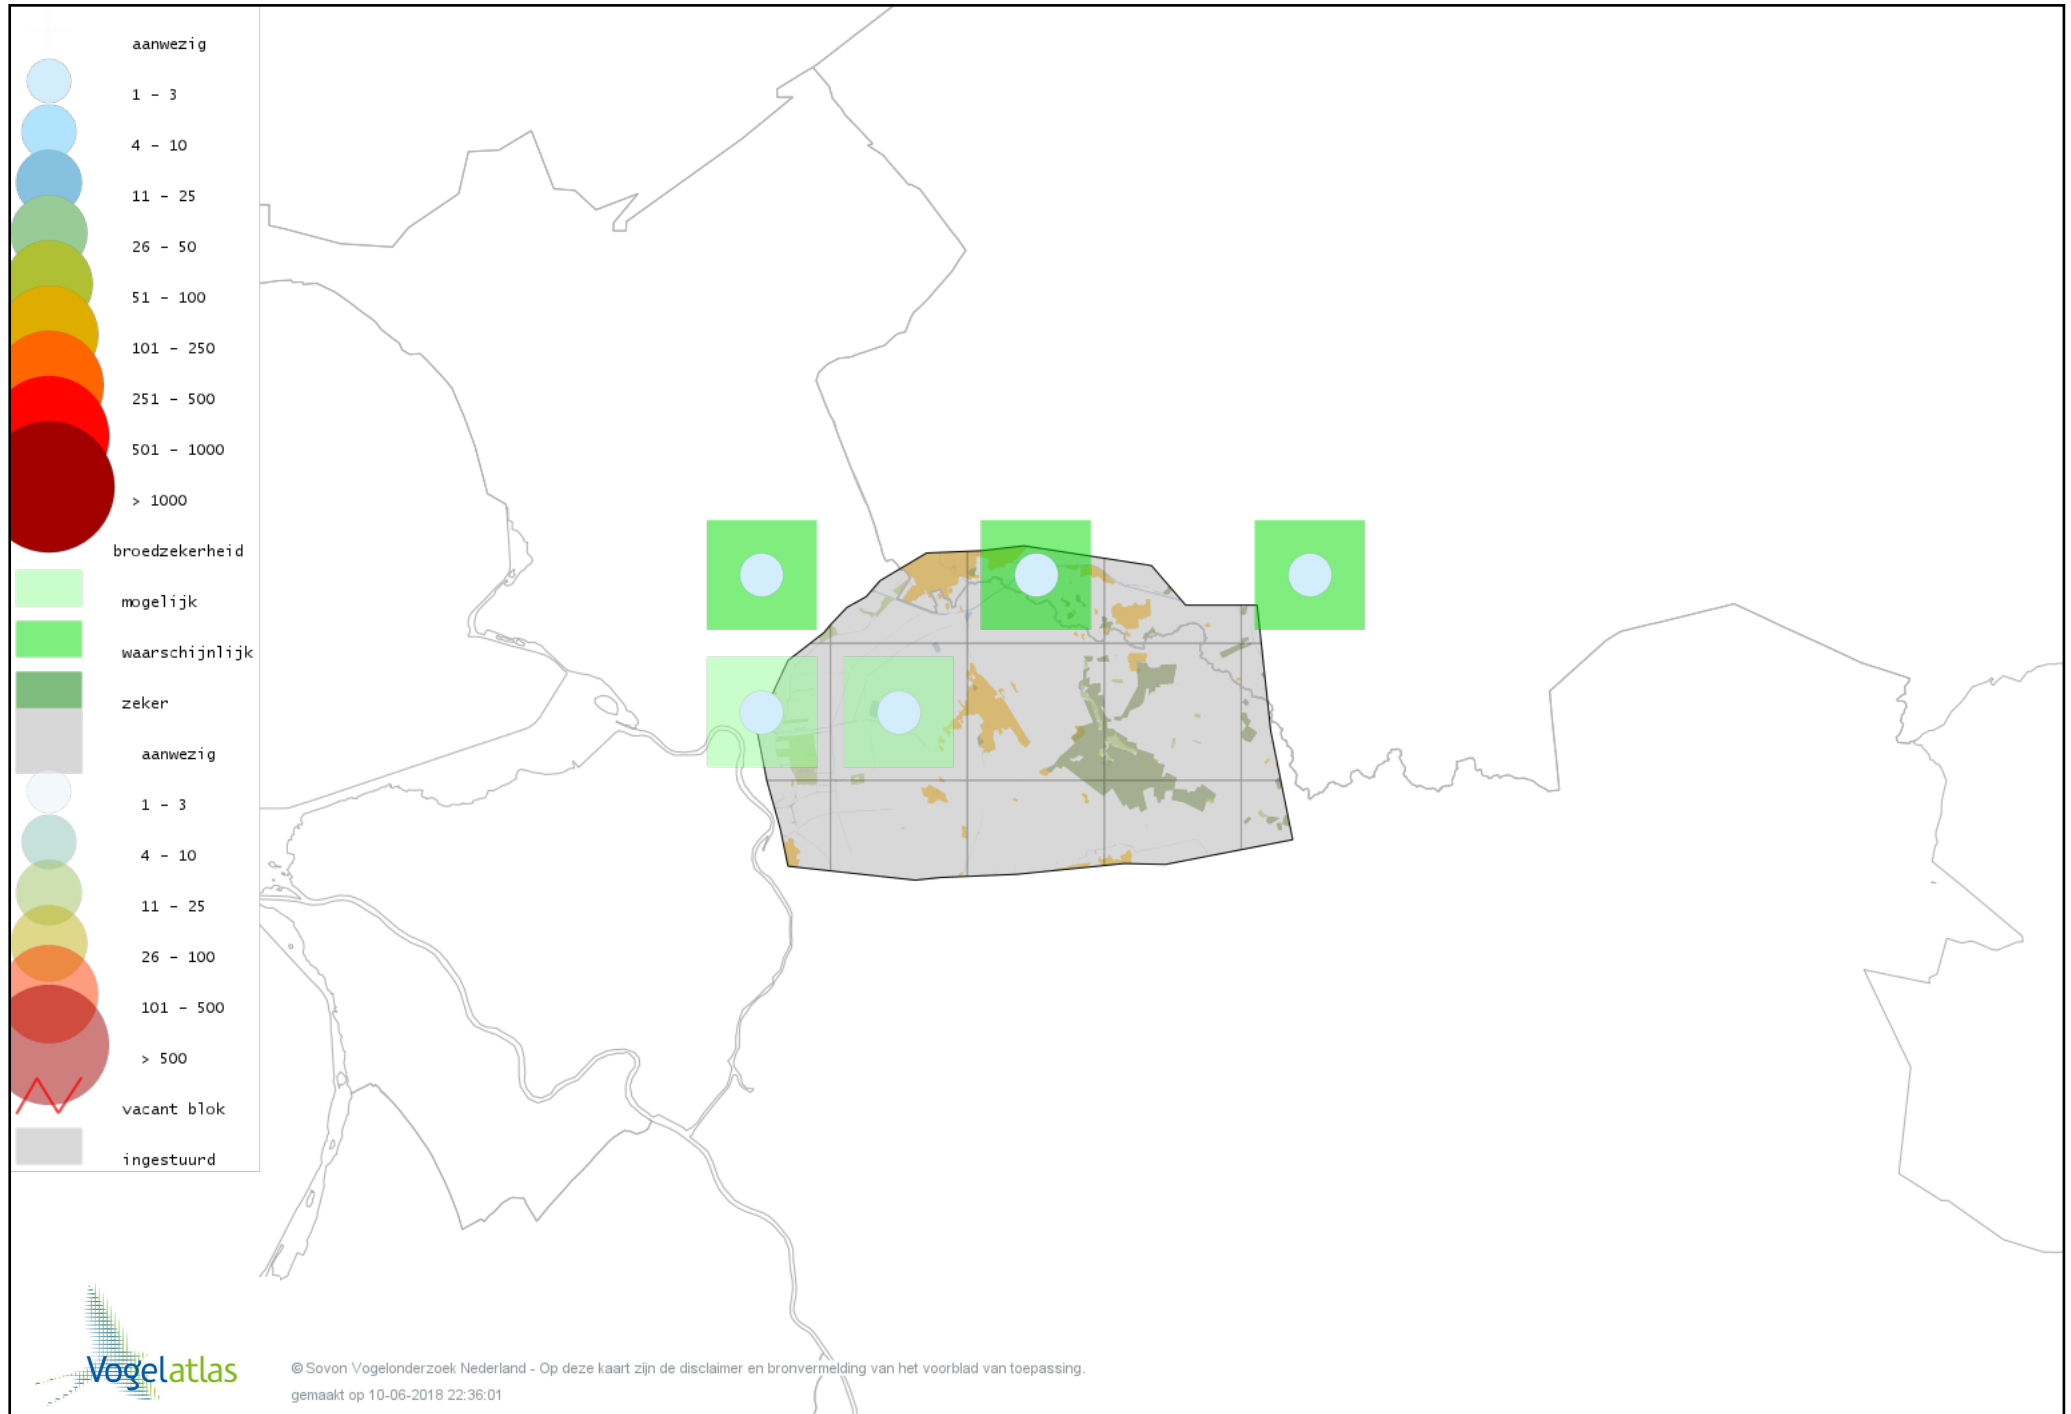 aanwezig
1 - 3
4 - 10
11 - 25
26 - 50
51 - 100
101 - 250
251 - 500
501 - 1000
> 1000
broedzekerheid
mogelijk
waarschijnlijk
zeker
aanwezig
1 - 3
4 - 10
11 - 25
26 - 100
101 - 500
> 500
vacant blok
ingestuurd
Vogelatlas
© Sovon Vogelonderzoek Nederland - Op deze kaart zijn de disclaimer en bronvermelding van het voorblad van toepassing.
gemaakt op 10-06-2018 22:36:01